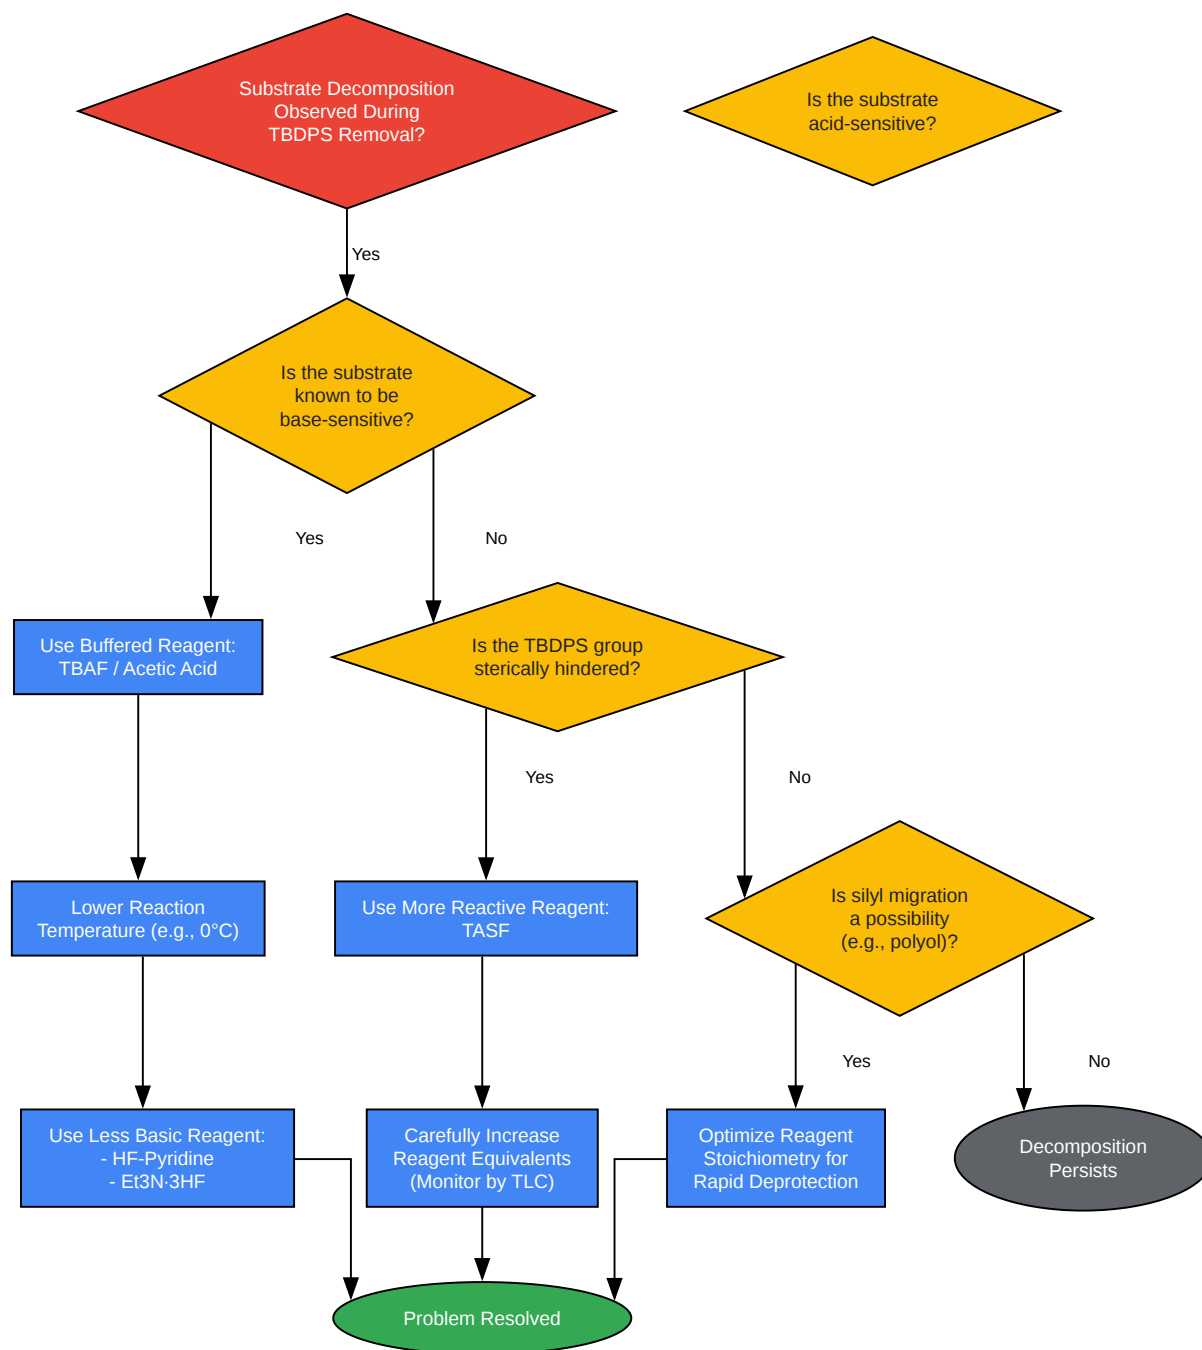 Substrate Decomposition
Observed During
TBDPS Removal?
Is the substrate
acid-sensitive?
Yes
Is the substrate
known to be
base-sensitive?
Yes
No
Use Buffered Reagent:
TBAF / Acetic Acid
Is the TBDPS group
sterically hindered?
Yes
No
Lower Reaction
Temperature (e.g., 0°C)
Use More Reactive Reagent:
TASF
Is silyl migration
a possibility
(e.g., polyol)?
Yes
No
Use Less Basic Reagent:
- HF-Pyridine
- Et3N·3HF
Carefully Increase
Reagent Equivalents
(Monitor by TLC)
Optimize Reagent
Stoichiometry for
Rapid Deprotection
Decomposition
Persists
Problem Resolved